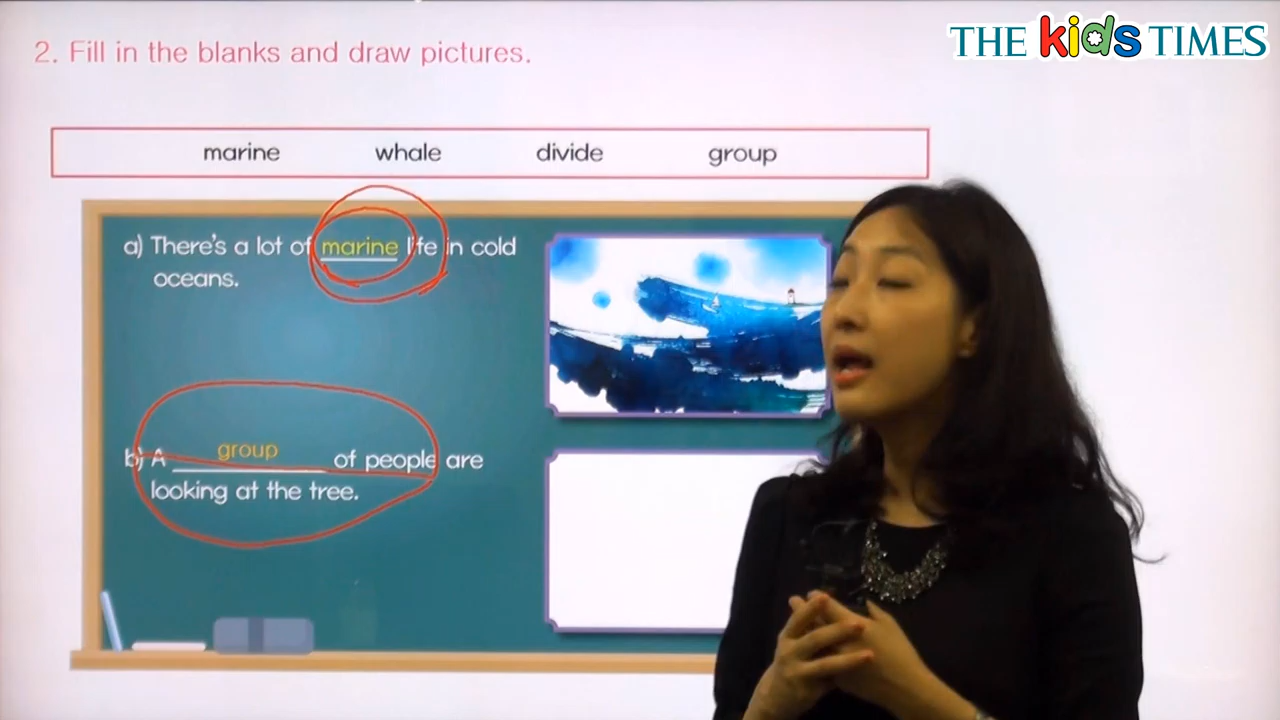 THE kids TIMES
2. Fill in the blanks and draw pictures.
marine whale divide group
a) There's a lot of marine life in cold
oceans.
b) A group of people are
looking at the tree.